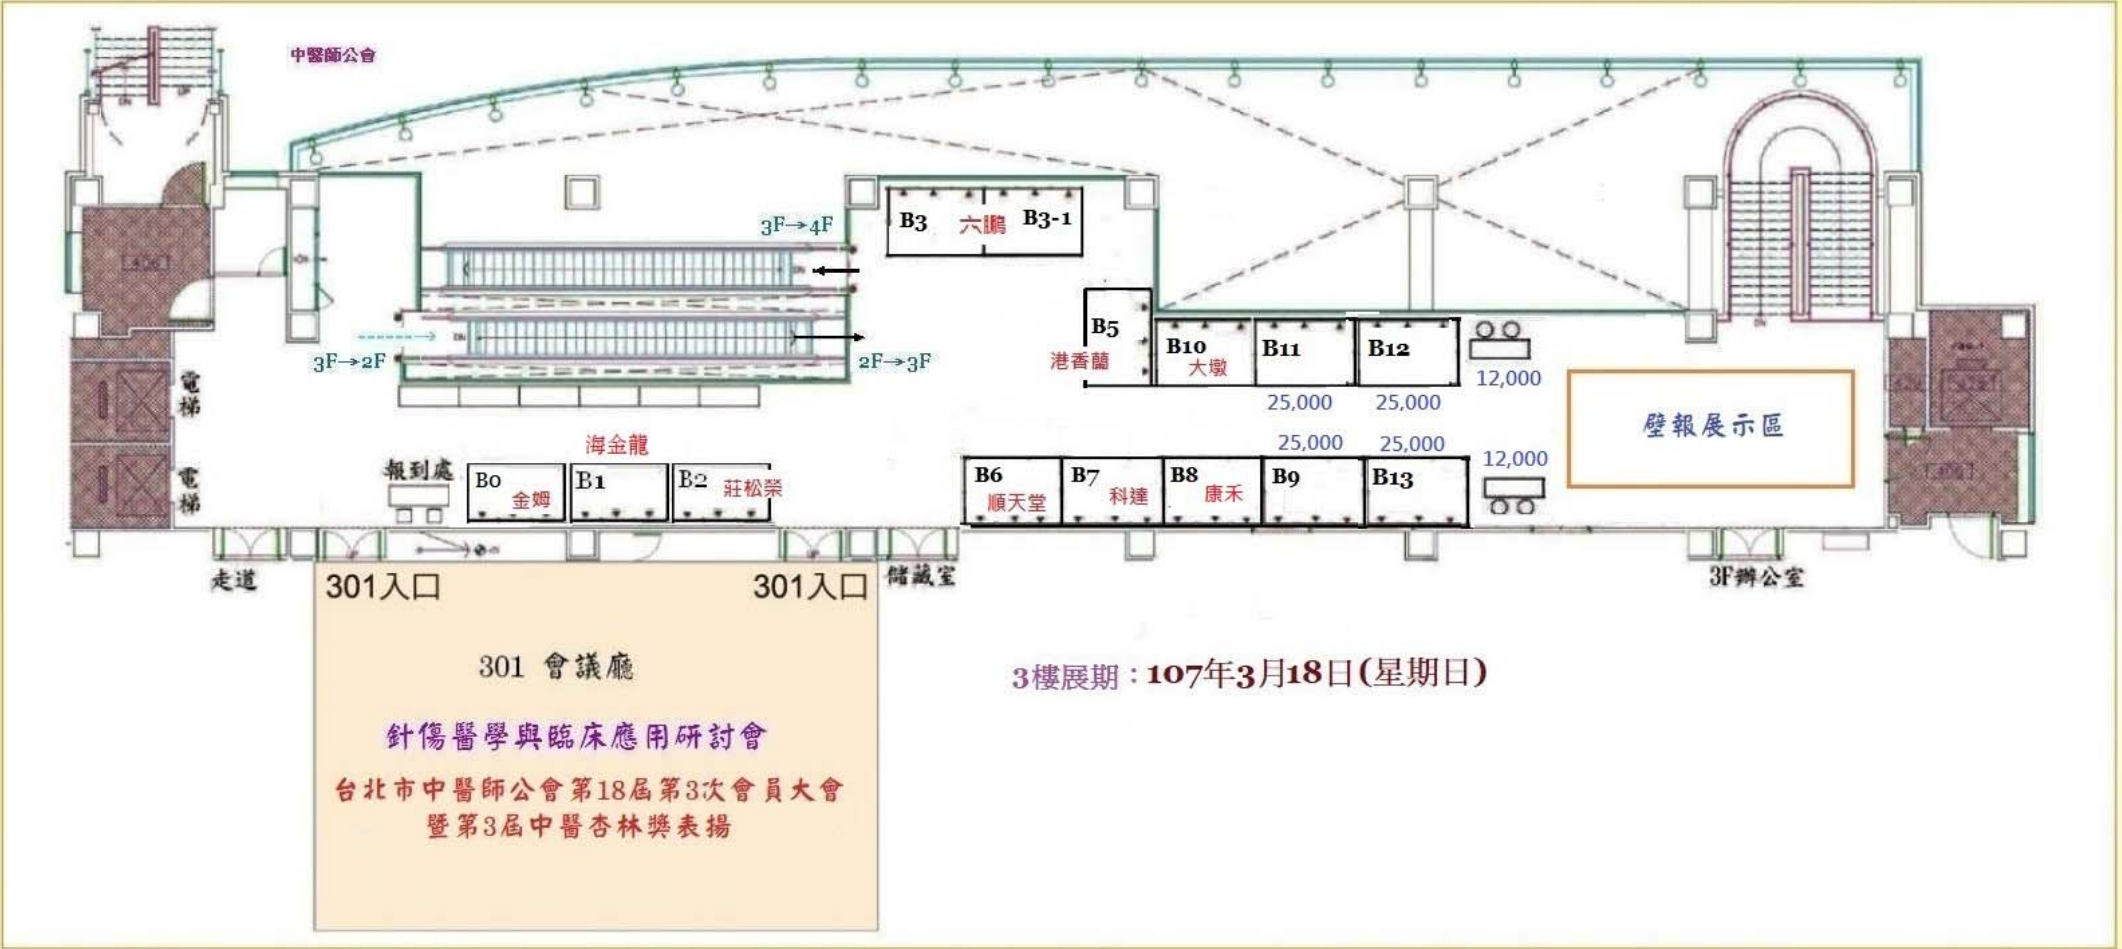 中醫師公會
3F→4F
B3
六鵬
B3-1
3F→2F
2F→3F
B5
港香蘭
B10
大墩
B11
B12
25,000
25,000
12,000
電梯
電梯
壁報展示區
海金龍
報到處
B0
金姆
B1
B2
莊松榮
25,000
25,000
12,000
B6
順天堂
B7
科達
B8
康禾
B9
B13
走道
301入口
301入口
儲藏室
3F辦公室
301 會議廳
針傷醫學與臨床應用研討會
台北市中醫師公會第18屆第3次會員大會
暨第3屆中醫杏林獎表揚
3樓展期：107年3月18日(星期日)